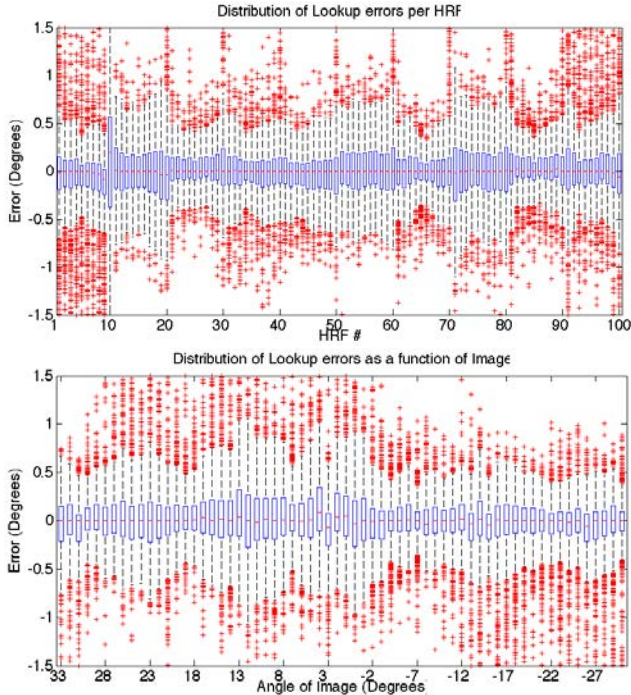 Distribution of Lookup errors per HRF
1.5
1
0.5
0
-0.5
-1
-1.5
Error (Degrees)
1 10 20 30 40 50 60 70 80 90 100
HRF #
Distribution of Lookup errors as a function of Image
1.5
1
0.5
0
-0.5
-1
-1.5
Error (Degrees)
33 28 23 18 13 8 3 -2 -7 -12 -17 -22 -27
Angle of Image (Degrees